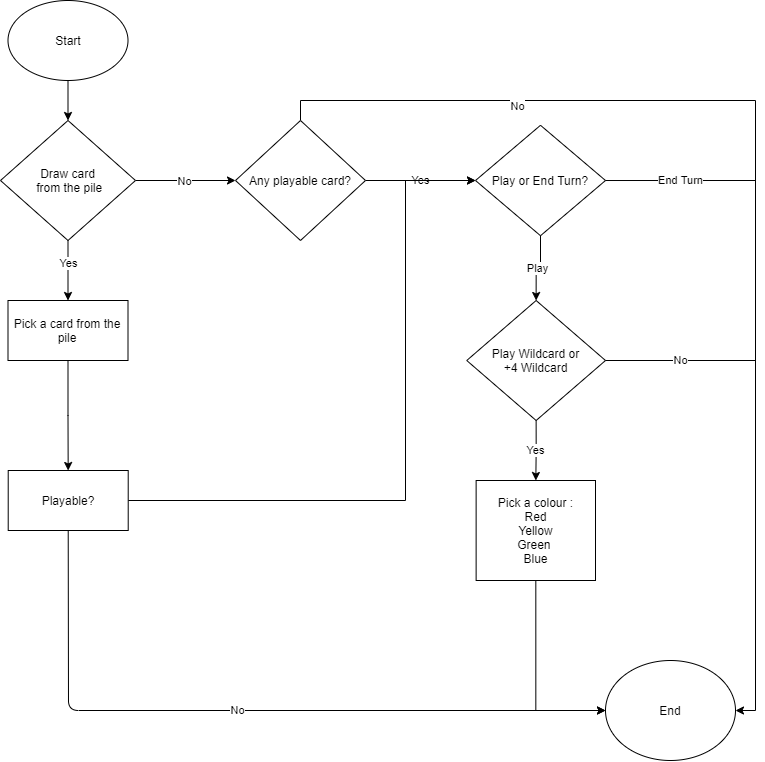 Start
No
Draw card
from the pile
No
Any playable card?
Yes
Play or End Turn?
End Turn
Yes
Play
Pick a card from the
pile
Play Wildcard or
+4 Wildcard
No
Yes
Playable?
Pick a colour :
Red
Yellow
Green
Blue
No
End